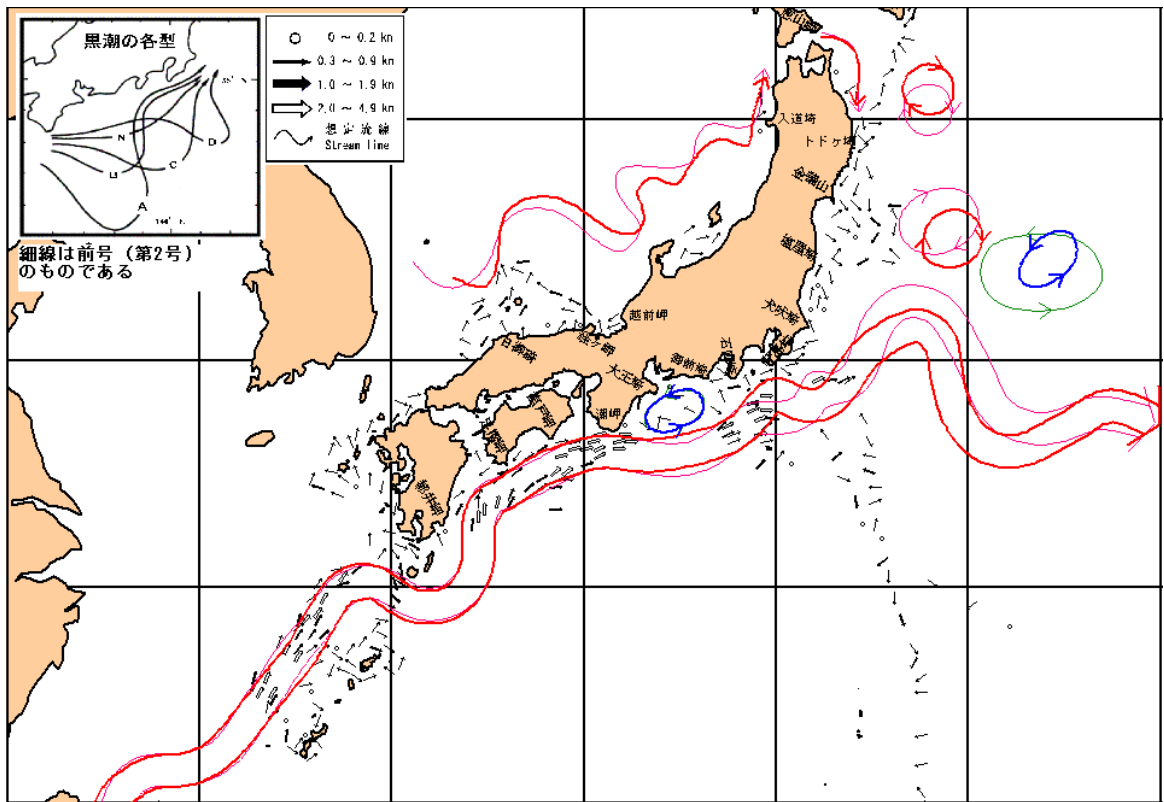 黒潮の各型
35° N
N
D
LB
C
A
140° E.
細線は前号 (第2号)
のものである
0 ~ 0.2 kn
0.3 ~ 0.9 kn
1.0 ~ 1.9 kn
2.0 ~ 4.9 kn
想定流線
Stream line
入道埼
トドヶ埼
金華山
塩屋埼
犬吠埼
越前岬
経ヶ岬
日御碕
大王埼
御前埼
潮岬
室戸岬
都井岬